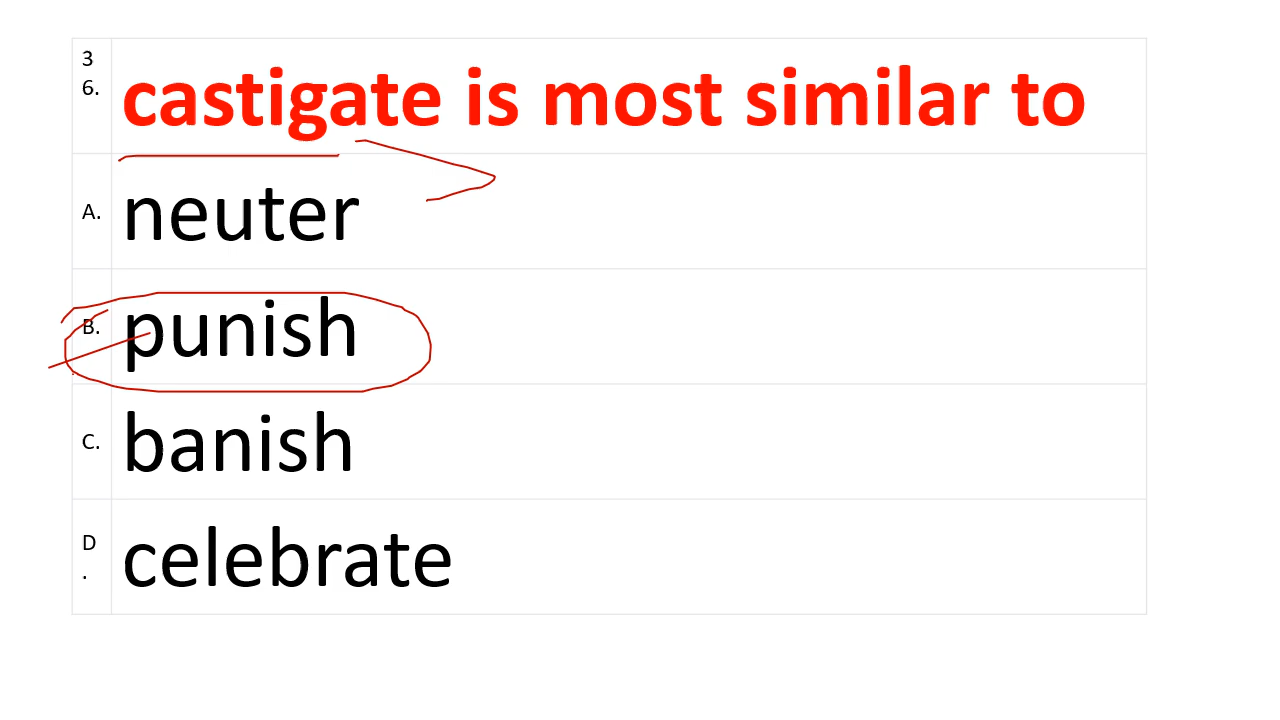 36. castigate is most similar to
A. neuter
B. punish
C. banish
D. celebrate